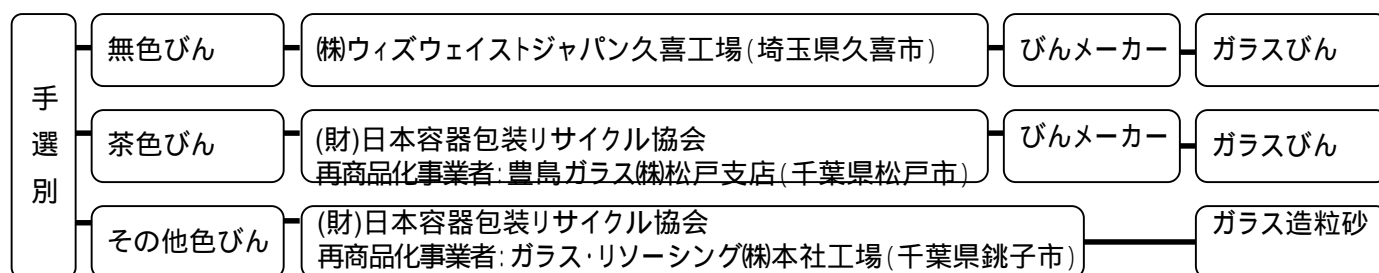 手選別
無色びん
㈱ウィズウェイストジャパン久喜工場(埼玉県久喜市)
びんメーカー
ガラスびん
茶色びん
(財)日本容器包装リサイクル協会
再商品化事業者:豊島ガラス㈱松戸支店(千葉県松戸市)
びんメーカー
ガラスびん
その他色びん
(財)日本容器包装リサイクル協会
再商品化事業者:ガラス・リソーシング㈱本社工場(千葉県銚子市)
ガラス造粒砂